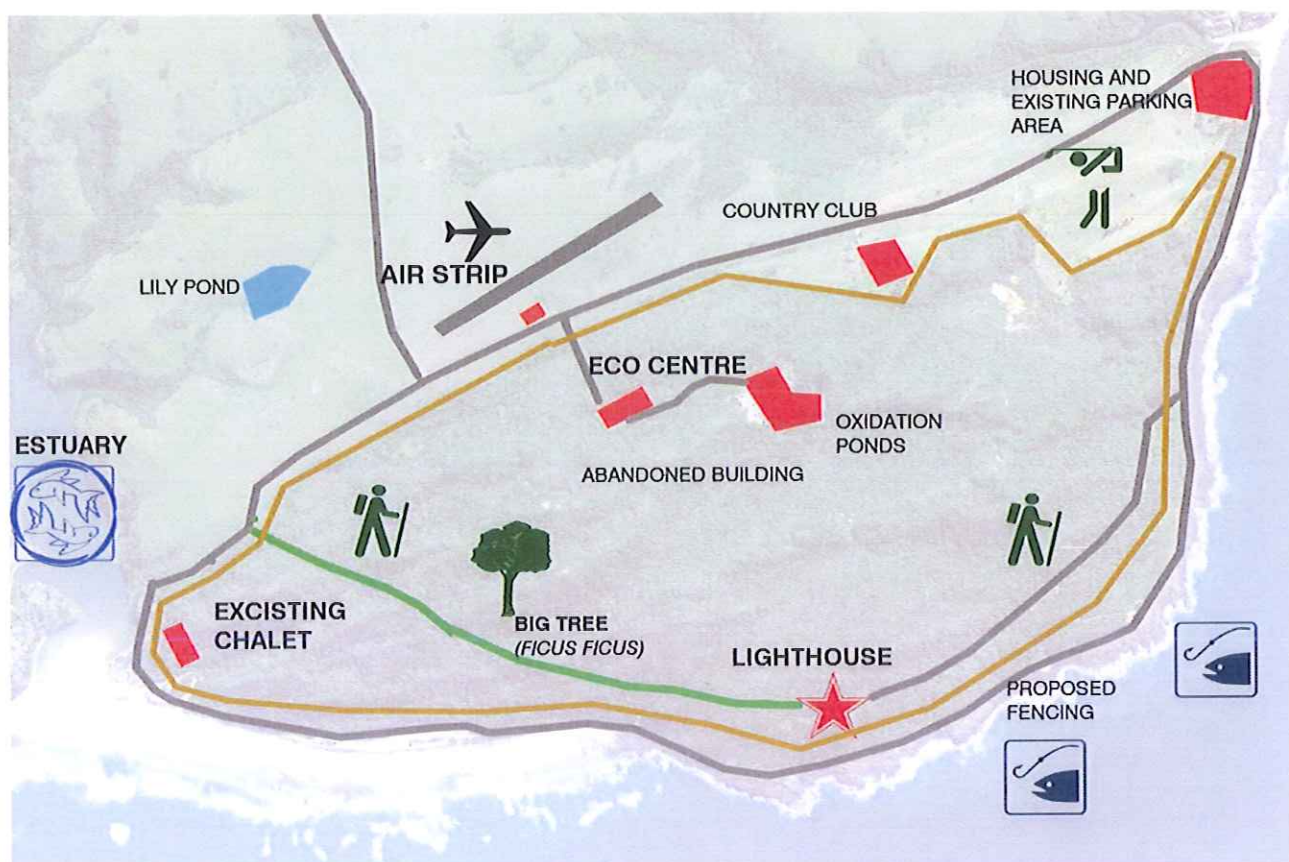 HOUSING AND
EXISTING PARKING
AREA
COUNTRY CLUB
AIR STRIP
LILY POND
ECO CENTRE
OXIDATION
PONDS
ESTUARY
ABANDONED BUILDING
EXCISTING
CHALET
BIG TREE
(FICUS FICUS)
LIGHTHOUSE
PROPOSED
FENCING